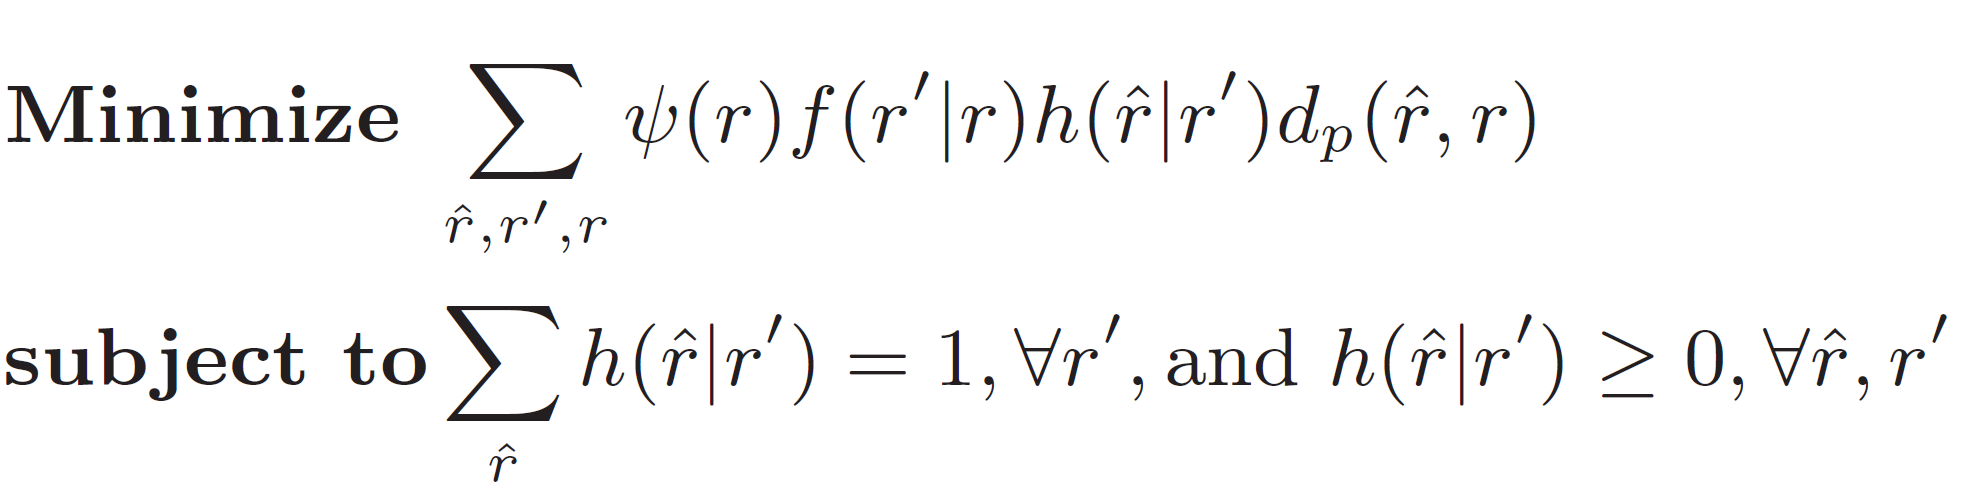 Minimize ∑_{r̂,r′,r} ψ(r)f(r′|r)h(r̂|r′)d_p(r̂, r)
subject to ∑_{r̂} h(r̂|r′) = 1, ∀r′, and h(r̂|r′) ≥ 0, ∀r̂, r′